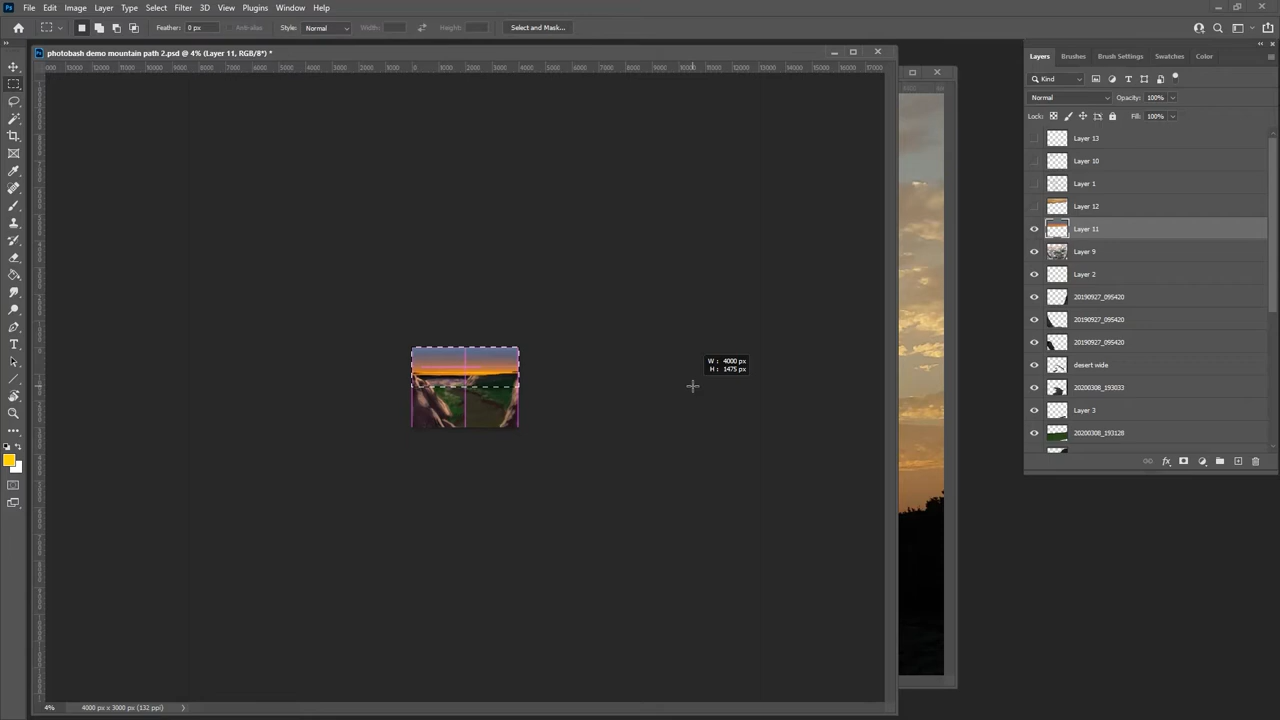 Ps File Edit Image Layer Type Select Filter 3D View Plugins Window Help
Feather: 0 px Anti-alias Style: Normal Width: Height: Select and Mask...
photobash demo mountain path 2.psd @ 4% (Layer 11, RGB/8*) *
Layers Brushes Brush Settings Swatches Color
Kind
Normal Opacity: 100%
Lock: Fill: 100%
Layer 13
Layer 10
Layer 1
Layer 12
Layer 11
Layer 9
Layer 2
20190927_095420
20190927_095420
20190927_095420
desert wide
20200308_193033
Layer 3
20200308_193128
W: 4000 px
H: 1475 px
4% 4000 px x 3000 px (132 ppi)